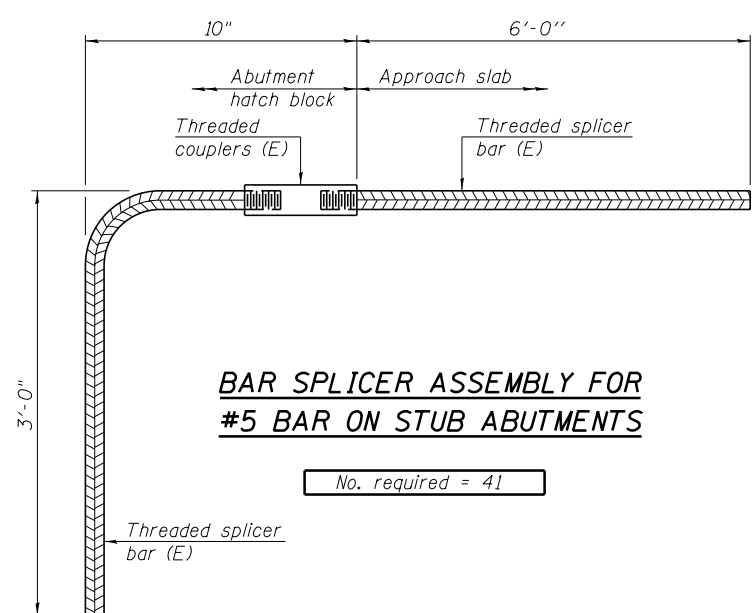 10"
6'-0''
Abutment
hatch block
Approach slab
Threaded
couplers (E)
Threaded splicer
bar (E)
3'-0"
BAR SPLICER ASSEMBLY FOR
#5 BAR ON STUB ABUTMENTS
No. required = 41
Threaded splicer
bar (E)